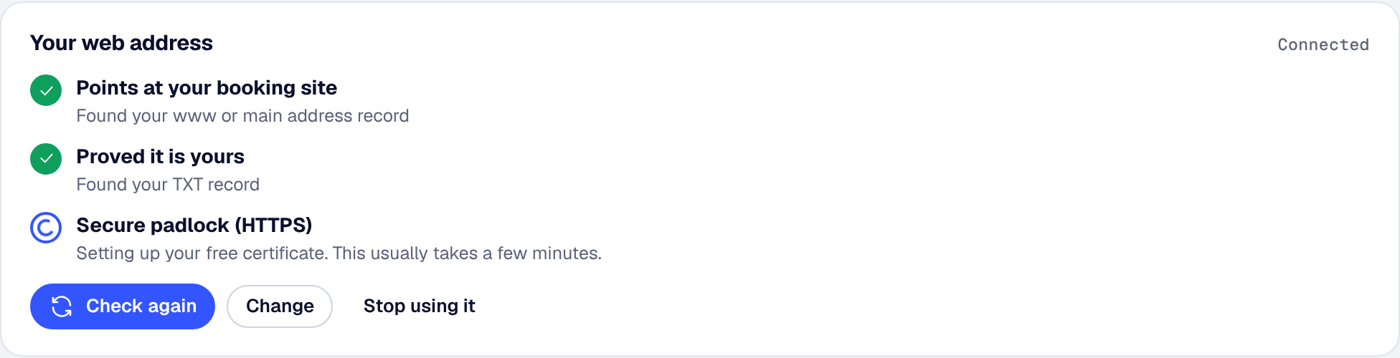 Your web address
Connected
Points at your booking site
Found your www or main address record
Proved it is yours
Found your TXT record
Secure padlock (HTTPS)
Setting up your free certificate. This usually takes a few minutes.
Check again
Change
Stop using it